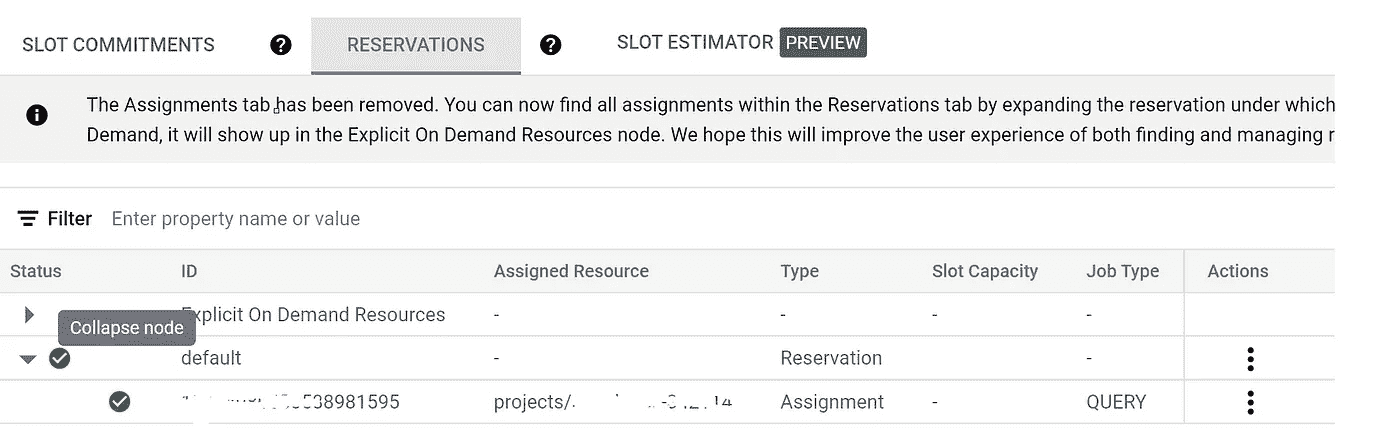 SLOT COMMITMENTS RESERVATIONS SLOT ESTIMATOR PREVIEW
The Assignments tab has been removed. You can now find all assignments within the Reservations tab by expanding the reservation under which
Demand, it will show up in the Explicit On Demand Resources node. We hope this will improve the user experience of both finding and managing r
Filter Enter property name or value
Status ID Assigned Resource Type Slot Capacity Job Type Actions
Explicit On Demand Resources - - - -
Collapse node
default - Reservation -
projects/ Assignment - QUERY